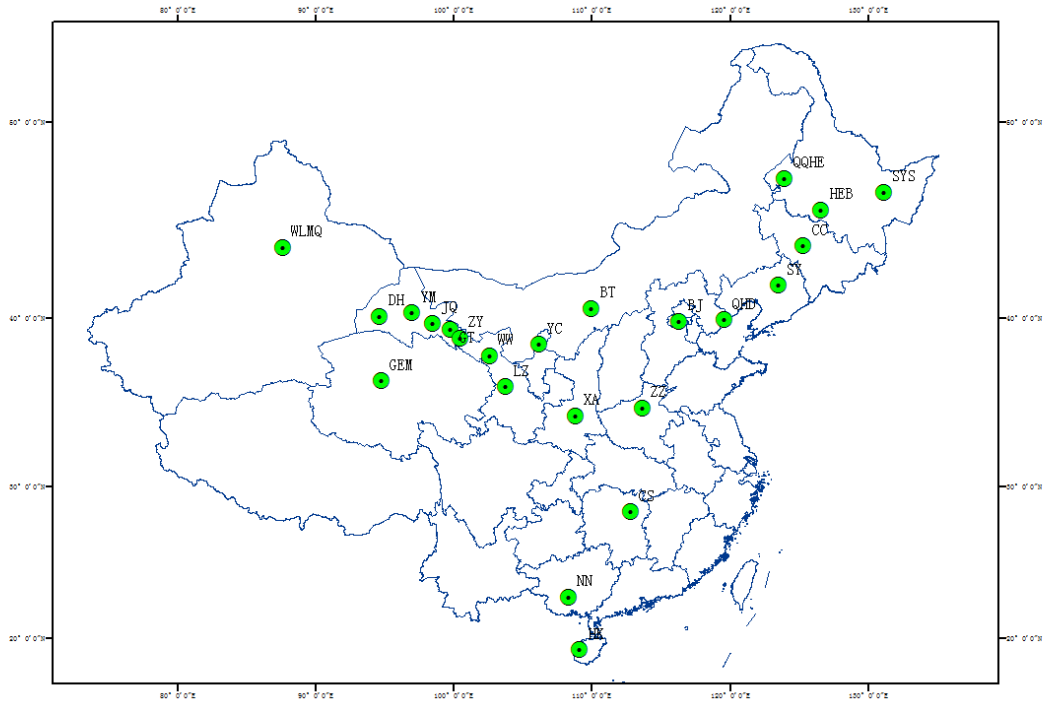 80° 0'0"E 90° 0'0"E 100° 0'0"E 110° 0'0"E 120° 0'0"E 130° 0'0"E
50° 0'0"N 50° 0'0"N
QQHE
SYS
HEB
WLMQ
CC
SY
DH
YM
JQ
BT
BJ
QHD
40° 0'0"N 40° 0'0"N
ZY
GT
YC
WW
GEM
LZ
XA
ZZ
30° 0'0"N 30° 0'0"N
CS
NN
HK
20° 0'0"N 20° 0'0"N
80° 0'0"E 90° 0'0"E 100° 0'0"E 110° 0'0"E 120° 0'0"E 130° 0'0"E